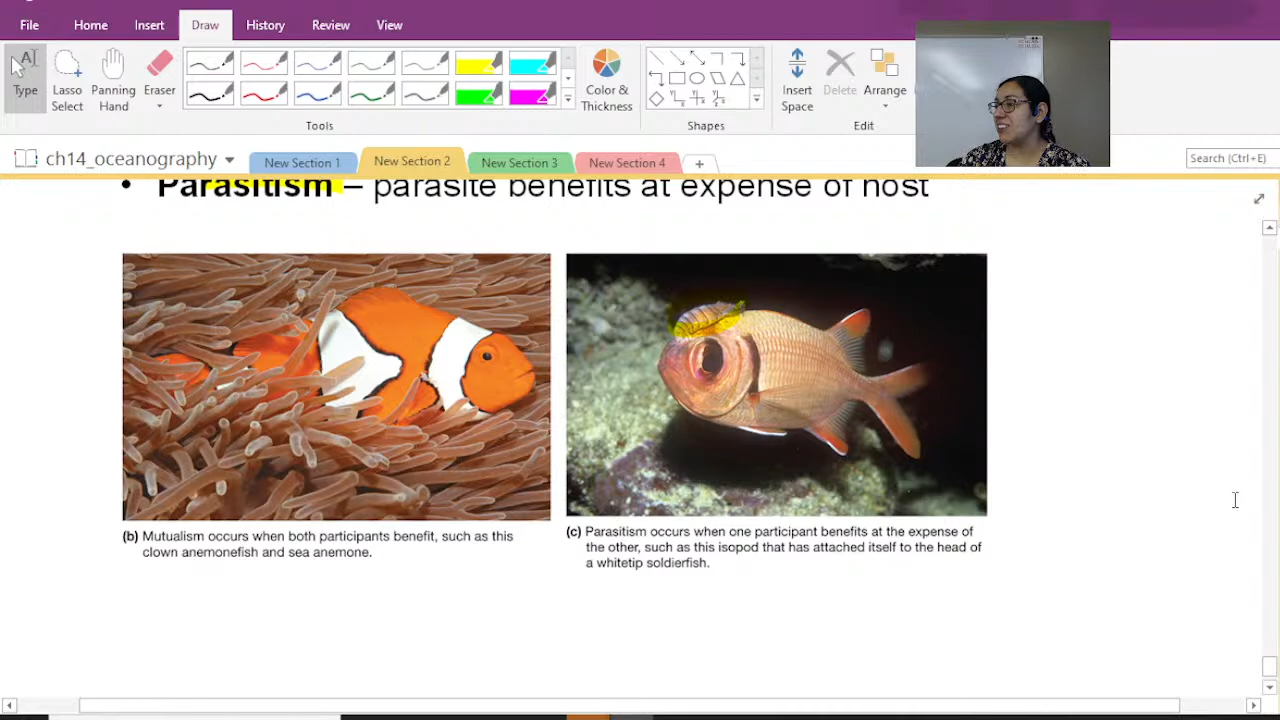 File Home Insert Draw History Review View
Type
Lasso Select
Panning Hand
Eraser
Color & Thickness
Insert Space
Delete
Arrange
Tools
Shapes
Edit
ch14_oceanography
New Section 1
New Section 2
New Section 3
New Section 4
Search (Ctrl+E)
• Parasitism – parasite benefits at expense of host
(b) Mutualism occurs when both participants benefit, such as this
clown anemonefish and sea anemone.
(c) Parasitism occurs when one participant benefits at the expense of
the other, such as this isopod that has attached itself to the head of
a whitetip soldierfish.